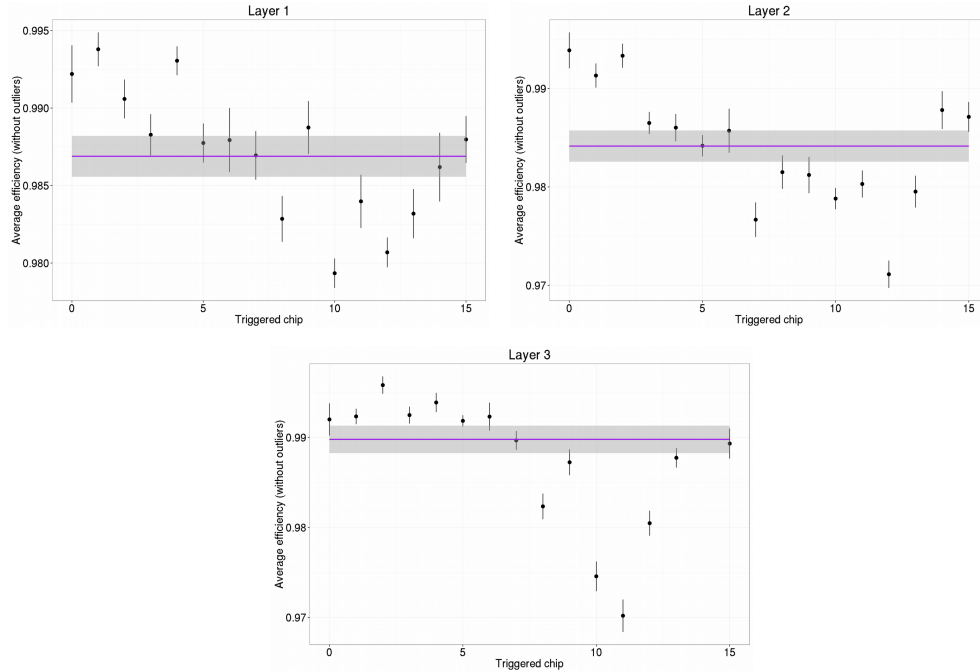 Layer 1
Average efficiency (without outliers)
0.995
0.990
0.985
0.980
0 5 10 15
Triggered chip
Layer 2
Average efficiency (without outliers)
0.99
0.98
0.97
0 5 10 15
Triggered chip
Layer 3
Average efficiency (without outliers)
0.99
0.98
0.97
0 5 10 15
Triggered chip